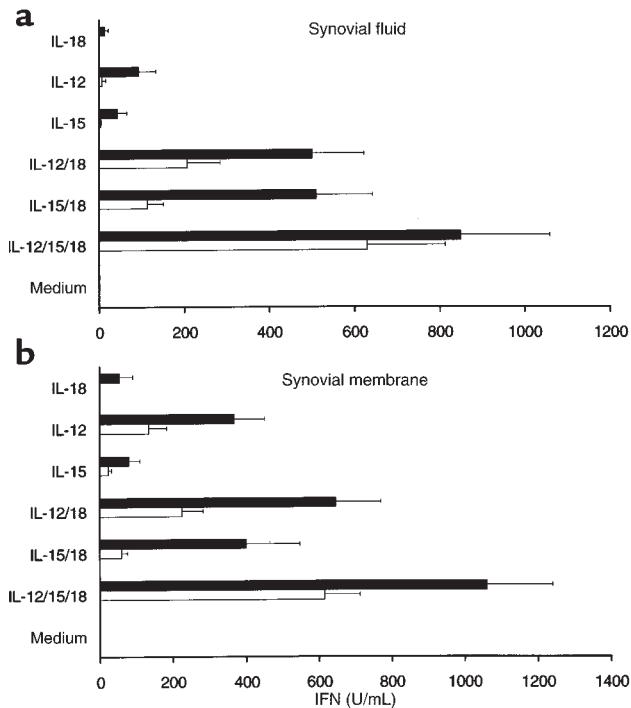 a
Synovial fluid
IL-18
IL-12
IL-15
IL-12/18
IL-15/18
IL-12/15/18
Medium
0 200 400 600 800 1000 1200
b
Synovial membrane
IL-18
IL-12
IL-15
IL-12/18
IL-15/18
IL-12/15/18
Medium
0 200 400 600 800 1000 1200 1400
IFN (U/mL)